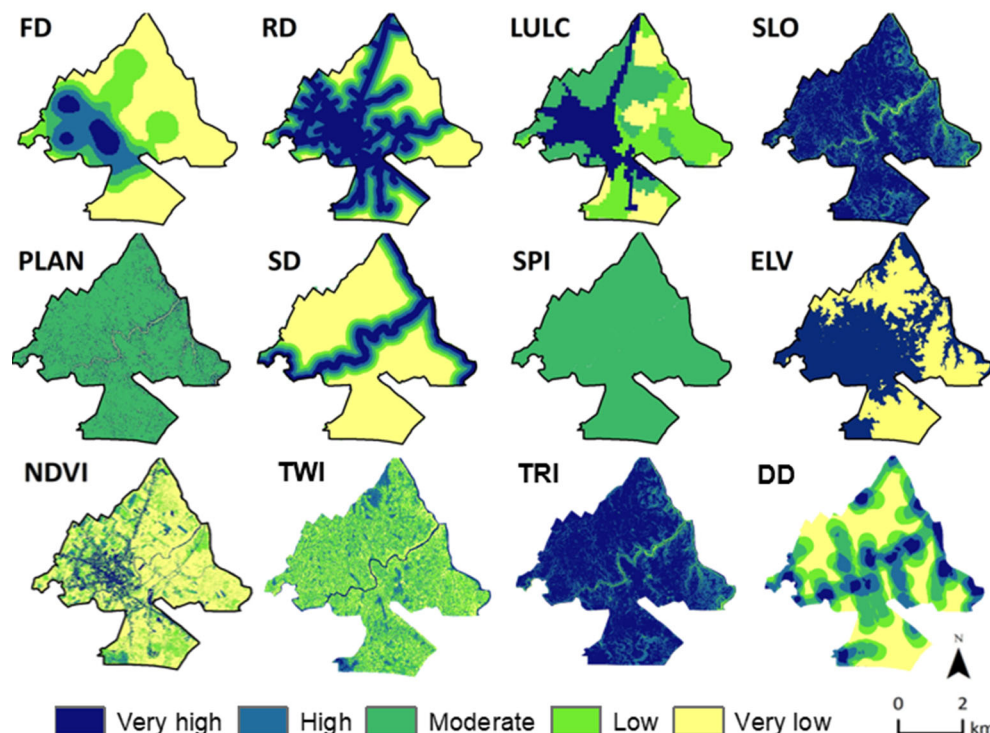 FD RD LULC SLO
PLAN SD SPI ELV
NDVI TWI TRI DD
N
Very high High Moderate Low Very low
0 2
km